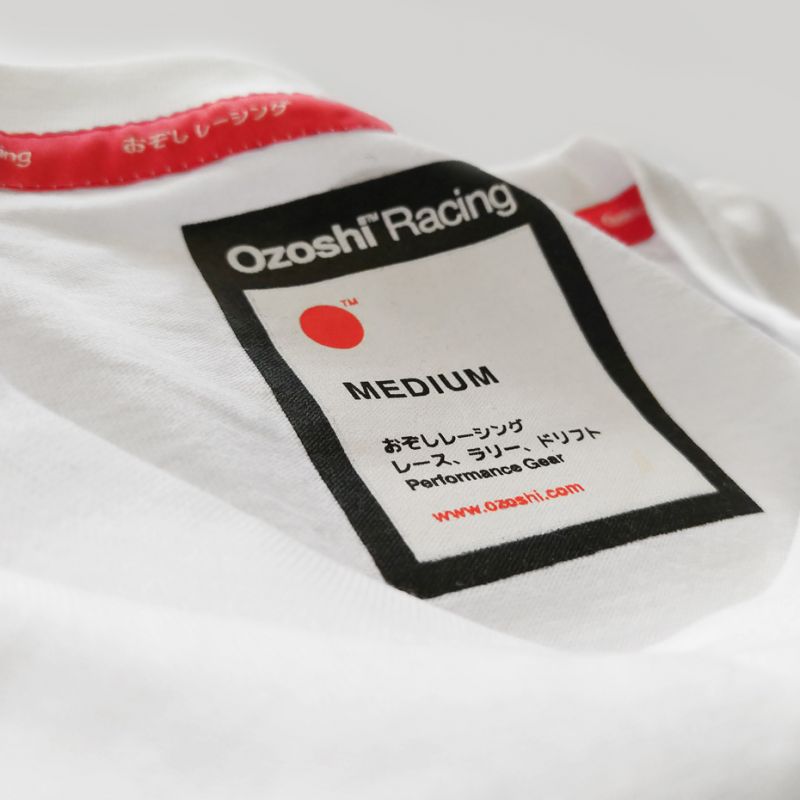 ing おぞしレーシング
Ozoshi™ Racing
™
MEDIUM
おぞしレーシング
レース、ラリー、ドリフト
Performance Gear
www.ozoshi.com